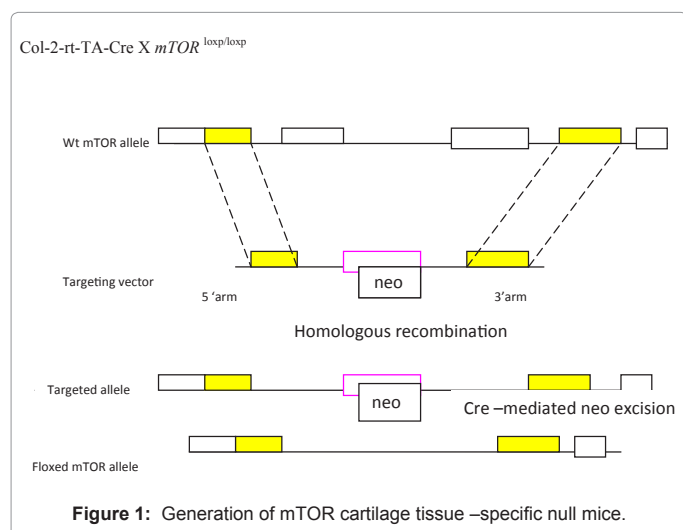 Col-2-rt-TA-Cre X mTOR loxp/loxp
Wt mTOR allele
Targeting vector
neo
5 ‘arm
3’arm
Homologous recombination
Targeted allele
neo
Cre –mediated neo excision
Floxed mTOR allele
Figure 1: Generation of mTOR cartilage tissue –specific null mice.